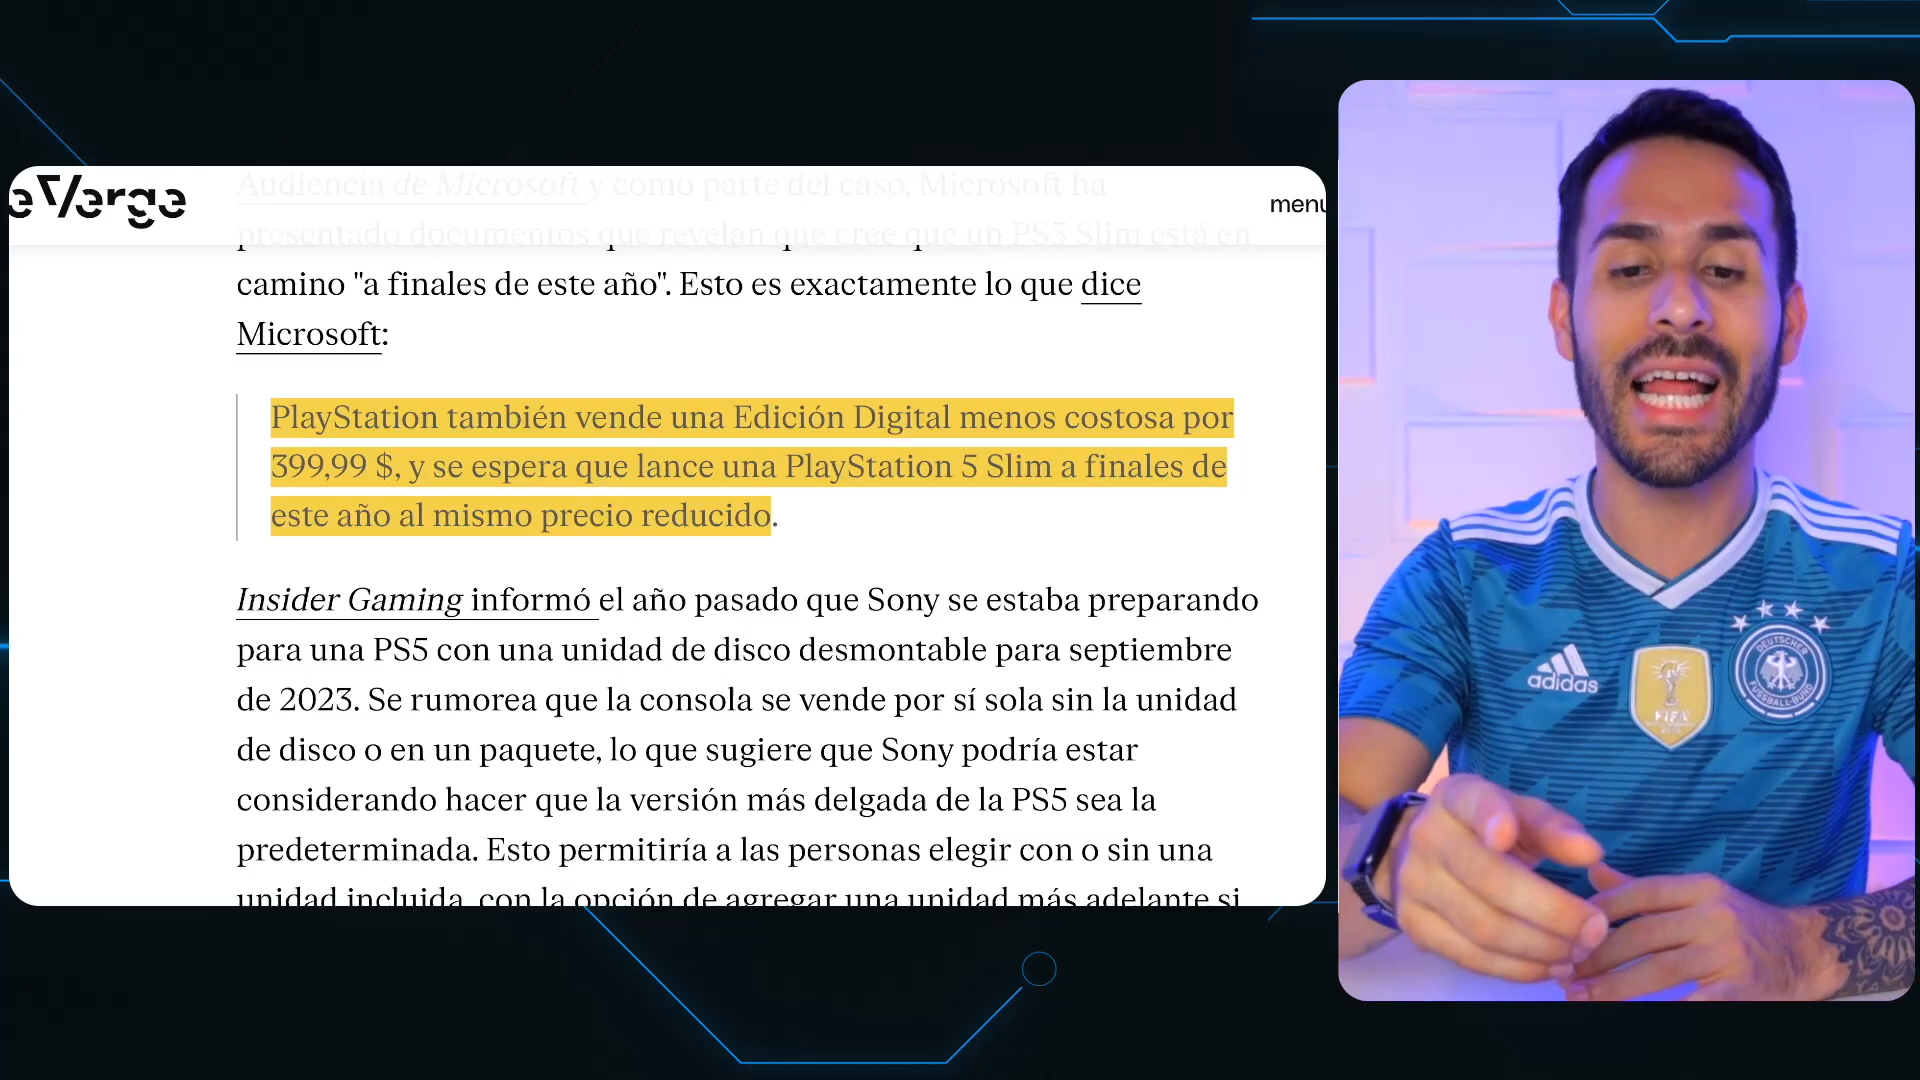 eVerge
menu
Audiencia de Microsoft y como parte del caso, Microsoft ha
presentado documentos que revelan que cree que un PS5 Slim está en
camino "a finales de este año". Esto es exactamente lo que dice
Microsoft:
PlayStation también vende una Edición Digital menos costosa por
399,99 $, y se espera que lance una PlayStation 5 Slim a finales de
este año al mismo precio reducido.
Insider Gaming informó el año pasado que Sony se estaba preparando
para una PS5 con una unidad de disco desmontable para septiembre
de 2023. Se rumorea que la consola se vende por sí sola sin la unidad
de disco o en un paquete, lo que sugiere que Sony podría estar
considerando hacer que la versión más delgada de la PS5 sea la
predeterminada. Esto permitiría a las personas elegir con o sin una
unidad incluida, con la opción de agregar una unidad más adelante si
adidas
FIFA
DEUTSCHER
FUSSBALL-BUND